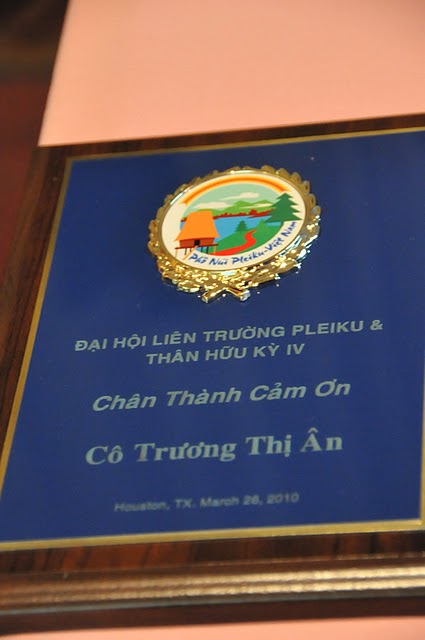 Phố Núi Pleiku-Việt Nam
ĐẠI HỘI LIÊN TRƯỜNG PLEIKU &
THÂN HỮU KỲ IV
Chân Thành Cảm Ơn
Cô Trương Thị Ân
Houston, TX. March 28, 2010